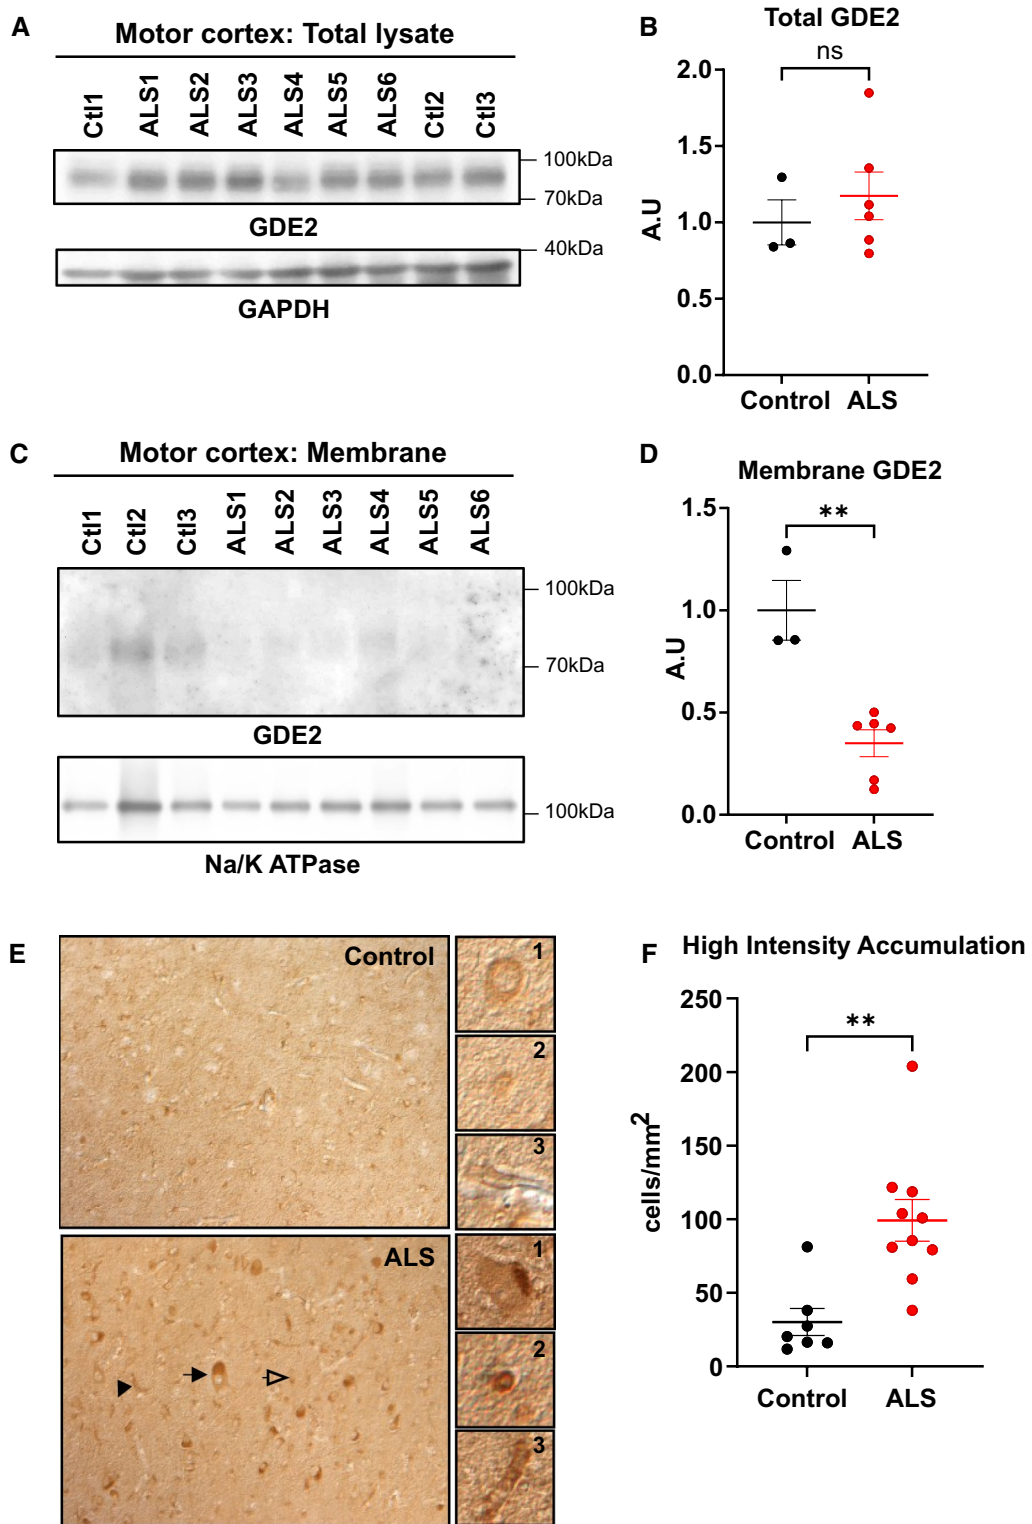 A
Motor cortex: Total lysate
Ctl1 ALS1 ALS2 ALS3 ALS4 ALS5 ALS6 Ctl2 Ctl3
100kDa
70kDa
GDE2
40kDa
GAPDH
B
Total GDE2
ns
2.0
1.5
1.0
0.5
0.0
A.U
Control ALS
C
Motor cortex: Membrane
Ctl1 Ctl2 Ctl3 ALS1 ALS2 ALS3 ALS4 ALS5 ALS6
100kDa
70kDa
GDE2
100kDa
Na/K ATPase
D
Membrane GDE2
**
1.5
1.0
0.5
0.0
A.U
Control ALS
E
Control
1
2
3
ALS
1
2
3
F
High Intensity Accumulation
**
250
200
150
100
50
0
cells/mm²
Control ALS